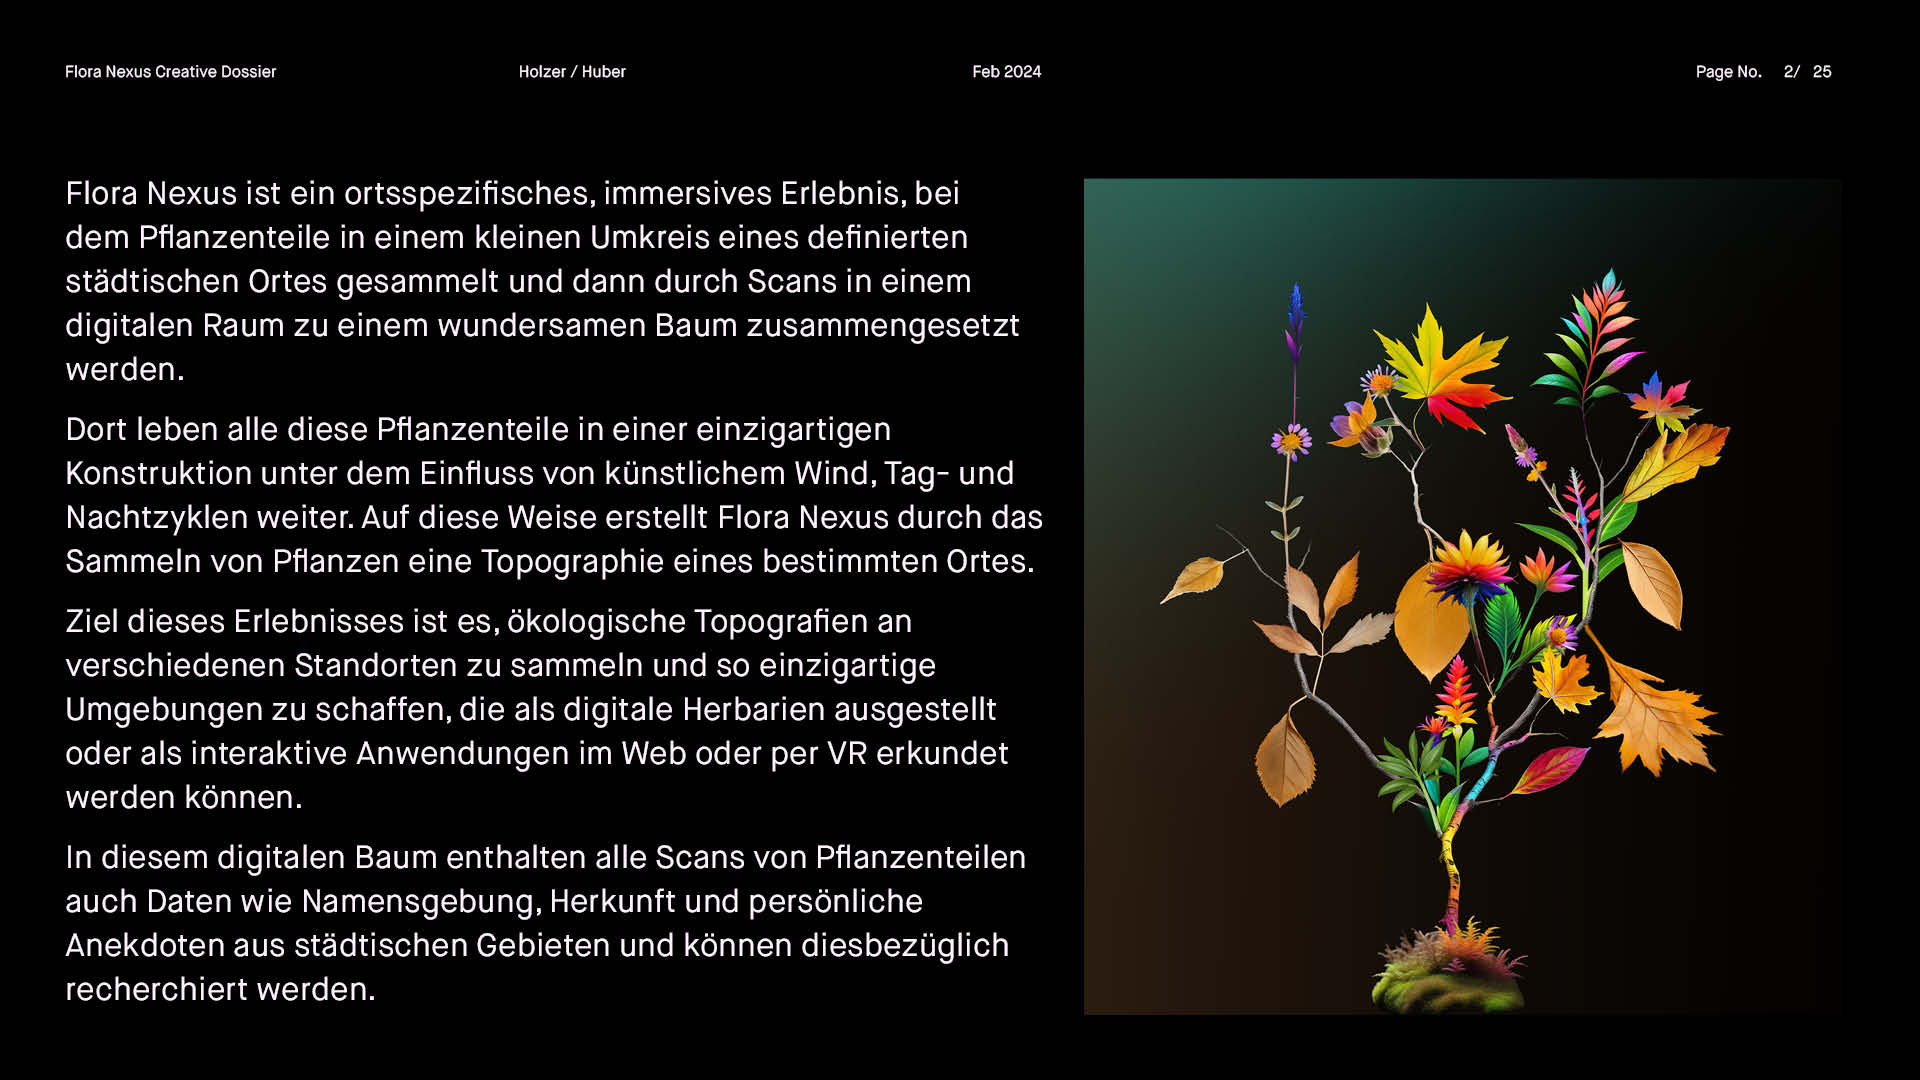 Flora Nexus Creative Dossier
Holzer / Huber
Feb 2024
Page No. 2/ 25
Flora Nexus ist ein ortsspezifisches, immersives Erlebnis, bei
dem Pflanzenteile in einem kleinen Umkreis eines definierten
städtischen Ortes gesammelt und dann durch Scans in einem
digitalen Raum zu einem wundersamen Baum zusammengesetzt
werden.
Dort leben alle diese Pflanzenteile in einer einzigartigen
Konstruktion unter dem Einfluss von künstlichem Wind, Tag- und
Nachtzyklen weiter. Auf diese Weise erstellt Flora Nexus durch das
Sammeln von Pflanzen eine Topographie eines bestimmten Ortes.
Ziel dieses Erlebnisses ist es, ökologische Topografien an
verschiedenen Standorten zu sammeln und so einzigartige
Umgebungen zu schaffen, die als digitale Herbarien ausgestellt
oder als interaktive Anwendungen im Web oder per VR erkundet
werden können.
In diesem digitalen Baum enthalten alle Scans von Pflanzenteilen
auch Daten wie Namensgebung, Herkunft und persönliche
Anekdoten aus städtischen Gebieten und können diesbezüglich
recherchiert werden.